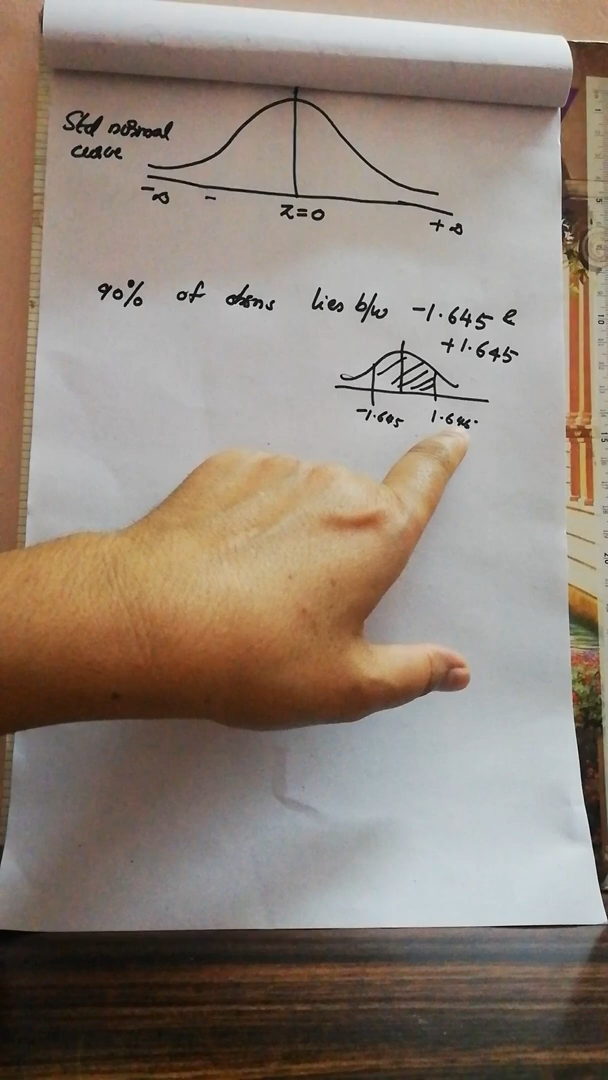 Std normal
curve
-∞ - z=0 +∞
90% of obsns lies b/w -1.645 &
+1.645
-1.645 1.645